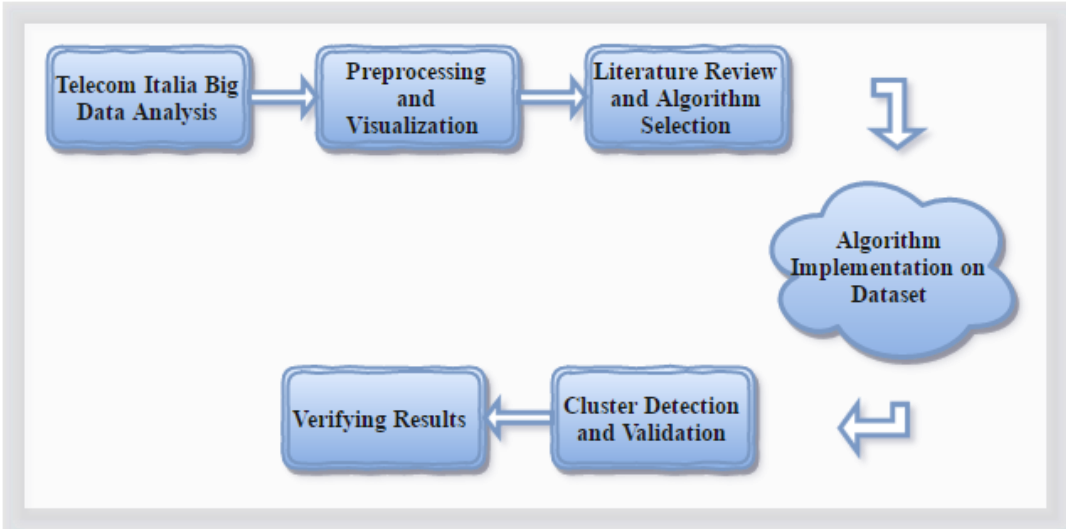 Telecom Italia Big
Data Analysis
Preprocessing
and
Visualization
Literature Review
and Algorithm
Selection
Algorithm
Implementation on
Dataset
Cluster Detection
and Validation
Verifying Results